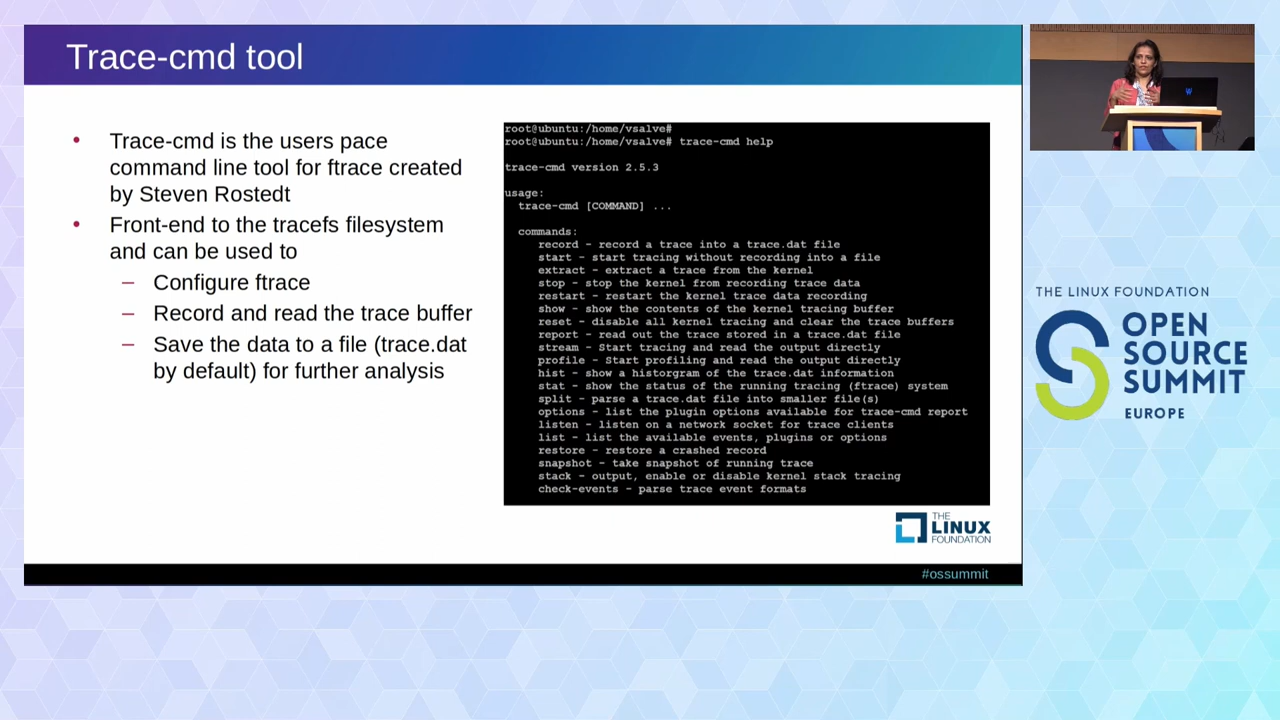 Trace-cmd tool
• Trace-cmd is the users pace
command line tool for ftrace created
by Steven Rostedt
• Front-end to the tracefs filesystem
and can be used to
– Configure ftrace
– Record and read the trace buffer
– Save the data to a file (trace.dat
by default) for further analysis
root@ubuntu:/home/vsalve#
root@ubuntu:/home/vsalve# trace-cmd help
trace-cmd version 2.5.3
usage:
trace-cmd [COMMAND] ...
commands:
record - record a trace into a trace.dat file
start - start tracing without recording into a file
extract - extract a trace from the kernel
stop - stop the kernel from recording trace data
restart - restart the kernel trace data recording
show - show the contents of the kernel tracing buffer
reset - disable all kernel tracing and clear the trace buffers
report - read out the trace stored in a trace.dat file
stream - Start tracing and read the output directly
profile - Start profiling and read the output directly
hist - show a historgram of the trace.dat information
stat - show the status of the running tracing (ftrace) system
split - parse a trace.dat file into smaller file(s)
options - list the plugin options available for trace-cmd report
listen - listen on a network socket for trace clients
list - list the available events, plugins or options
restore - restore a crashed record
snapshot - take snapshot of running trace
stack - output, enable or disable kernel stack tracing
check-events - parse trace event formats
THE
LINUX
FOUNDATION
#ossummit
THE LINUX FOUNDATION
OPEN
SOURCE
SUMMIT
EUROPE